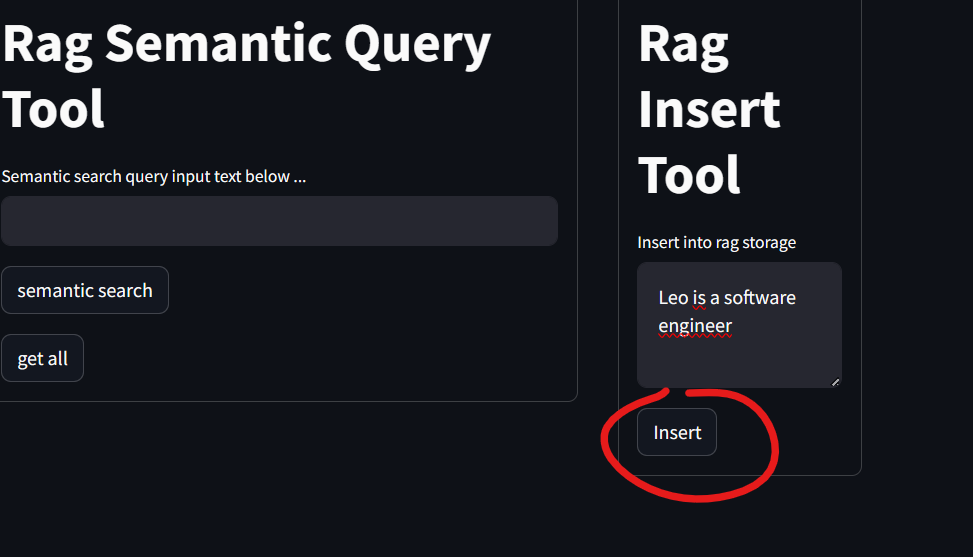 Rag Semantic Query
Tool
Semantic search query input text below ...
semantic search
get all
Rag
Insert
Tool
Insert into rag storage
Leo is a software
engineer
Insert